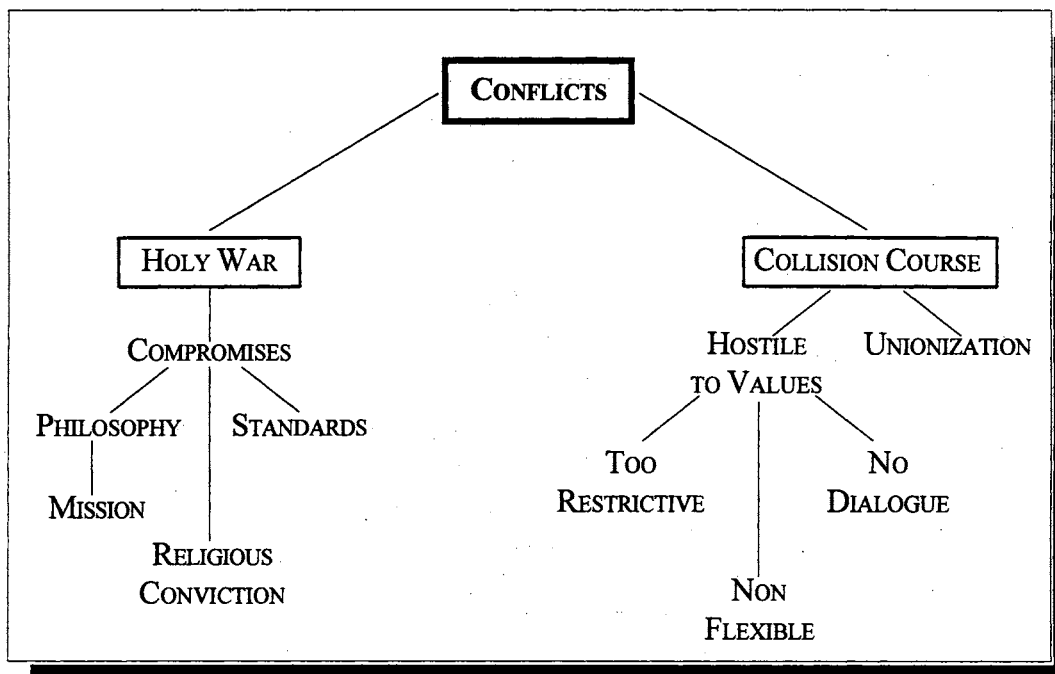 CONFLICTS
HOLY WAR
COLLISION COURSE
COMPROMISES
HOSTILE
TO VALUES
UNIONIZATION
PHILOSOPHY
STANDARDS
MISSION
RELIGIOUS
CONVICTION
TOO
RESTRICTIVE
NO
DIALOGUE
NON
FLEXIBLE